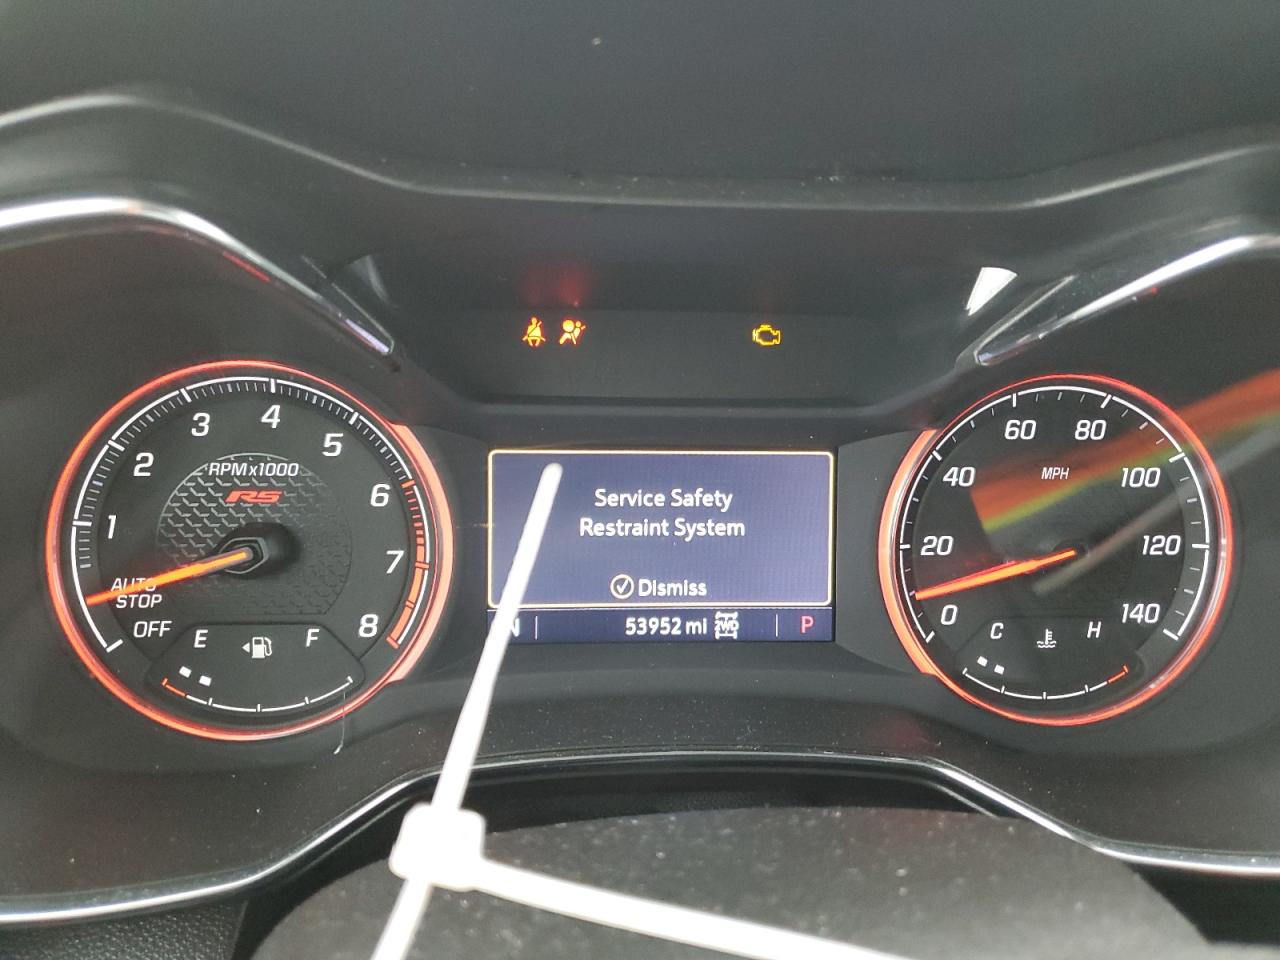 1
2
3
4
5
6
7
8
RPM x1000
RS
AUTO
STOP
OFF
E
F
Service Safety
Restraint System
Dismiss
N
53952 mi
2WD
P
0
20
40
60
80
100
120
140
MPH
C
H